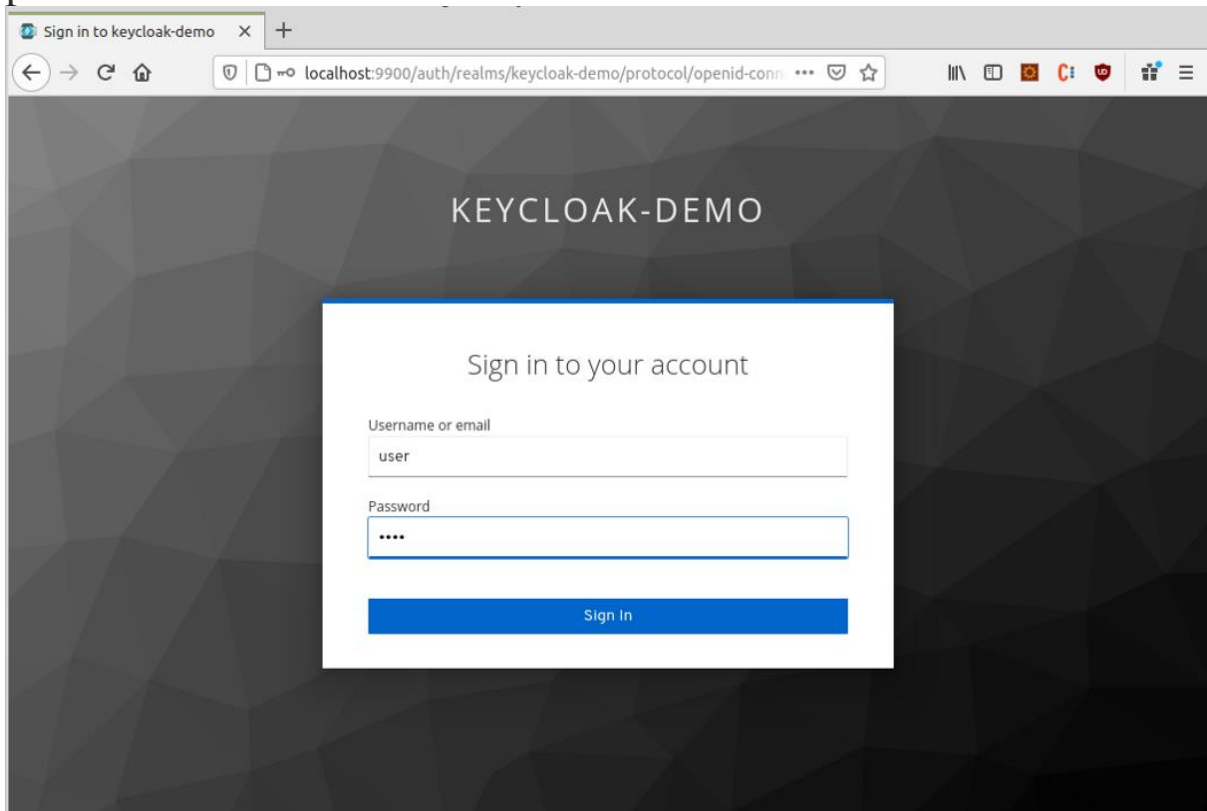 Sign in to keycloak-demo
localhost:9900/auth/realms/keycloak-demo/protocol/openid-conn
KEYCLOAK-DEMO
Sign in to your account
Username or email
user
Password
••••
Sign In